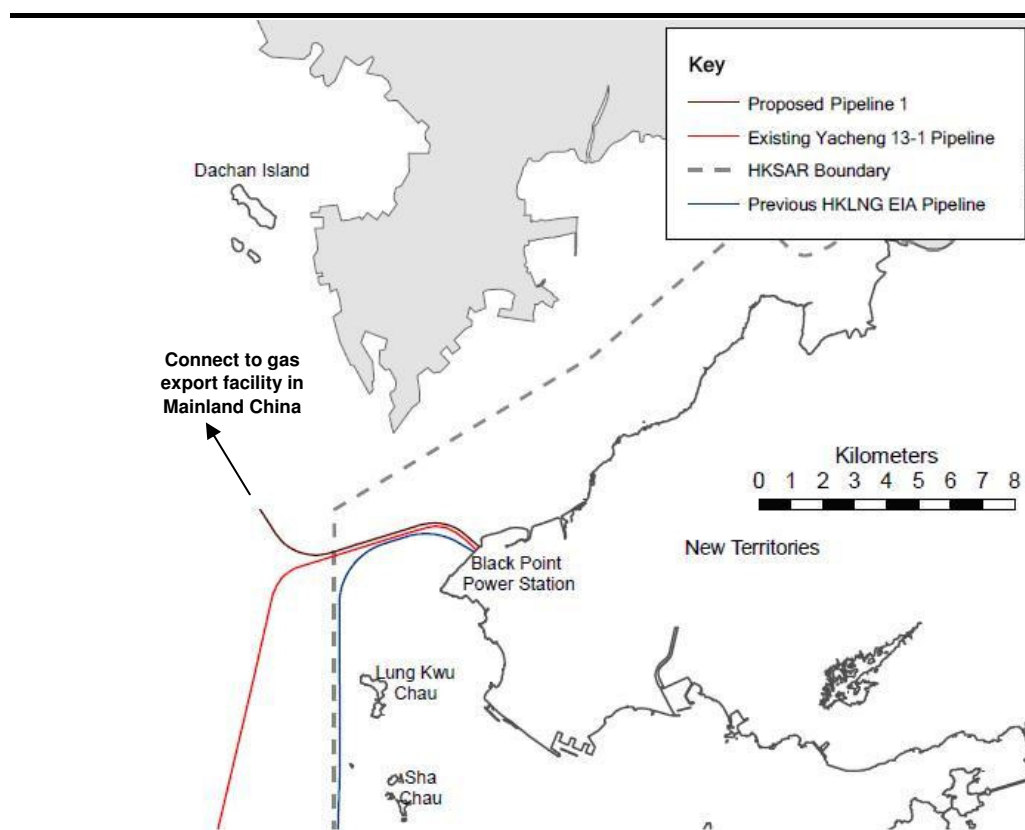 Key
Proposed Pipeline 1
Existing Yacheng 13-1 Pipeline
HKSAR Boundary
Previous HKLNG EIA Pipeline
Dachan Island
Connect to gas
export facility in
Mainland China
Kilometers
0 1 2 3 4 5 6 7 8
New Territories
Black Point
Power Station
Lung Kwu
Chau
Sha
Chau